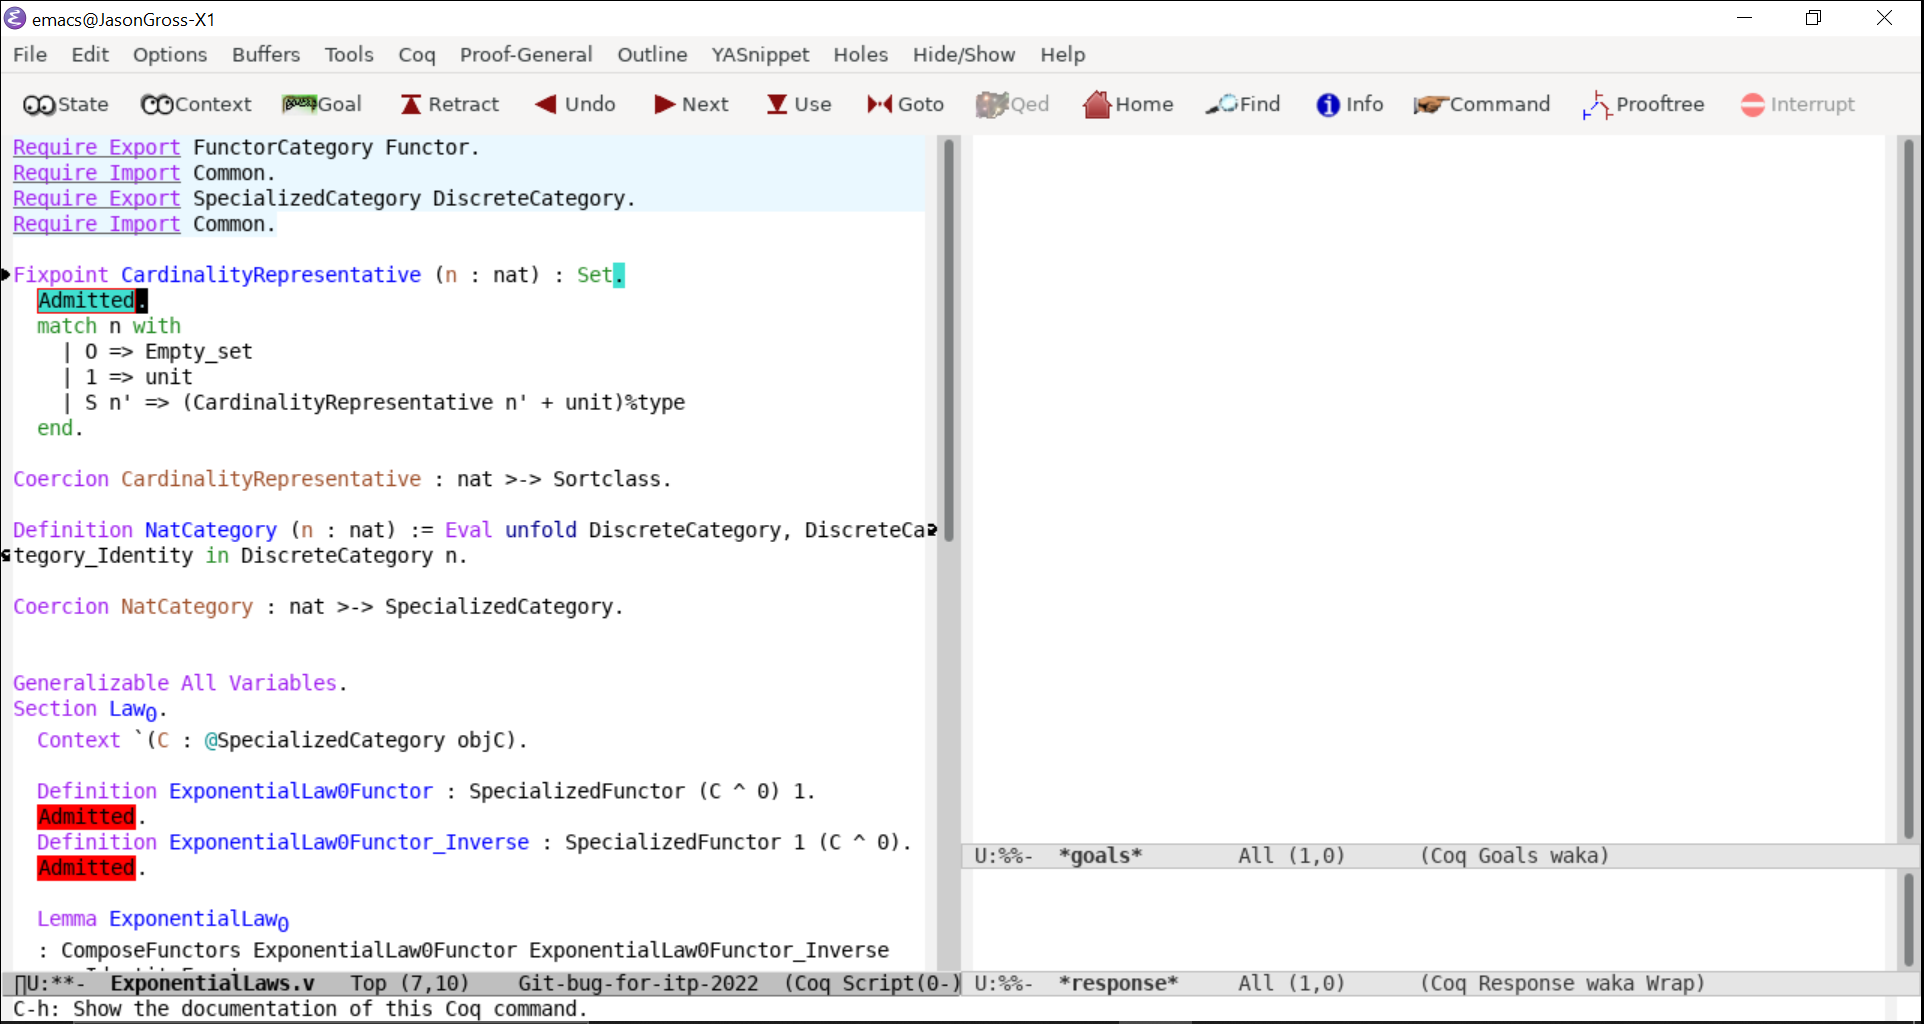 emacs@JasonGross-X1
File Edit Options Buffers Tools Coq Proof-General Outline YASnippet Holes Hide/Show Help
State Context Goal Retract Undo Next Use Goto Qed Home Find Info Command Prooftree Interrupt
Require Export FunctorCategory Functor.
Require Import Common.
Require Export SpecializedCategory DiscreteCategory.
Require Import Common.
Fixpoint CardinalityRepresentative (n : nat) : Set.
Admitted.
match n with
| O => Empty_set
| 1 => unit
| S n' => (CardinalityRepresentative n' + unit)%type
end.
Coercion CardinalityRepresentative : nat >-> Sortclass.
Definition NatCategory (n : nat) := Eval unfold DiscreteCategory, DiscreteCa
tegory_Identity in DiscreteCategory n.
Coercion NatCategory : nat >-> SpecializedCategory.
Generalizable All Variables.
Section Law0.
Context `(C : @SpecializedCategory objC).
Definition ExponentialLaw0Functor : SpecializedFunctor (C ^ 0) 1.
Admitted.
Definition ExponentialLaw0Functor_Inverse : SpecializedFunctor 1 (C ^ 0).
Admitted.
Lemma ExponentialLaw0
: ComposeFunctors ExponentialLaw0Functor ExponentialLaw0Functor_Inverse
U:**- ExponentialLaws.v Top (7,10) Git-bug-for-itp-2022 (Coq Script(0-)
U:%%- *goals* All (1,0) (Coq Goals waka)
U:%%- *response* All (1,0) (Coq Response waka Wrap)
C-h: Show the documentation of this Coq command.